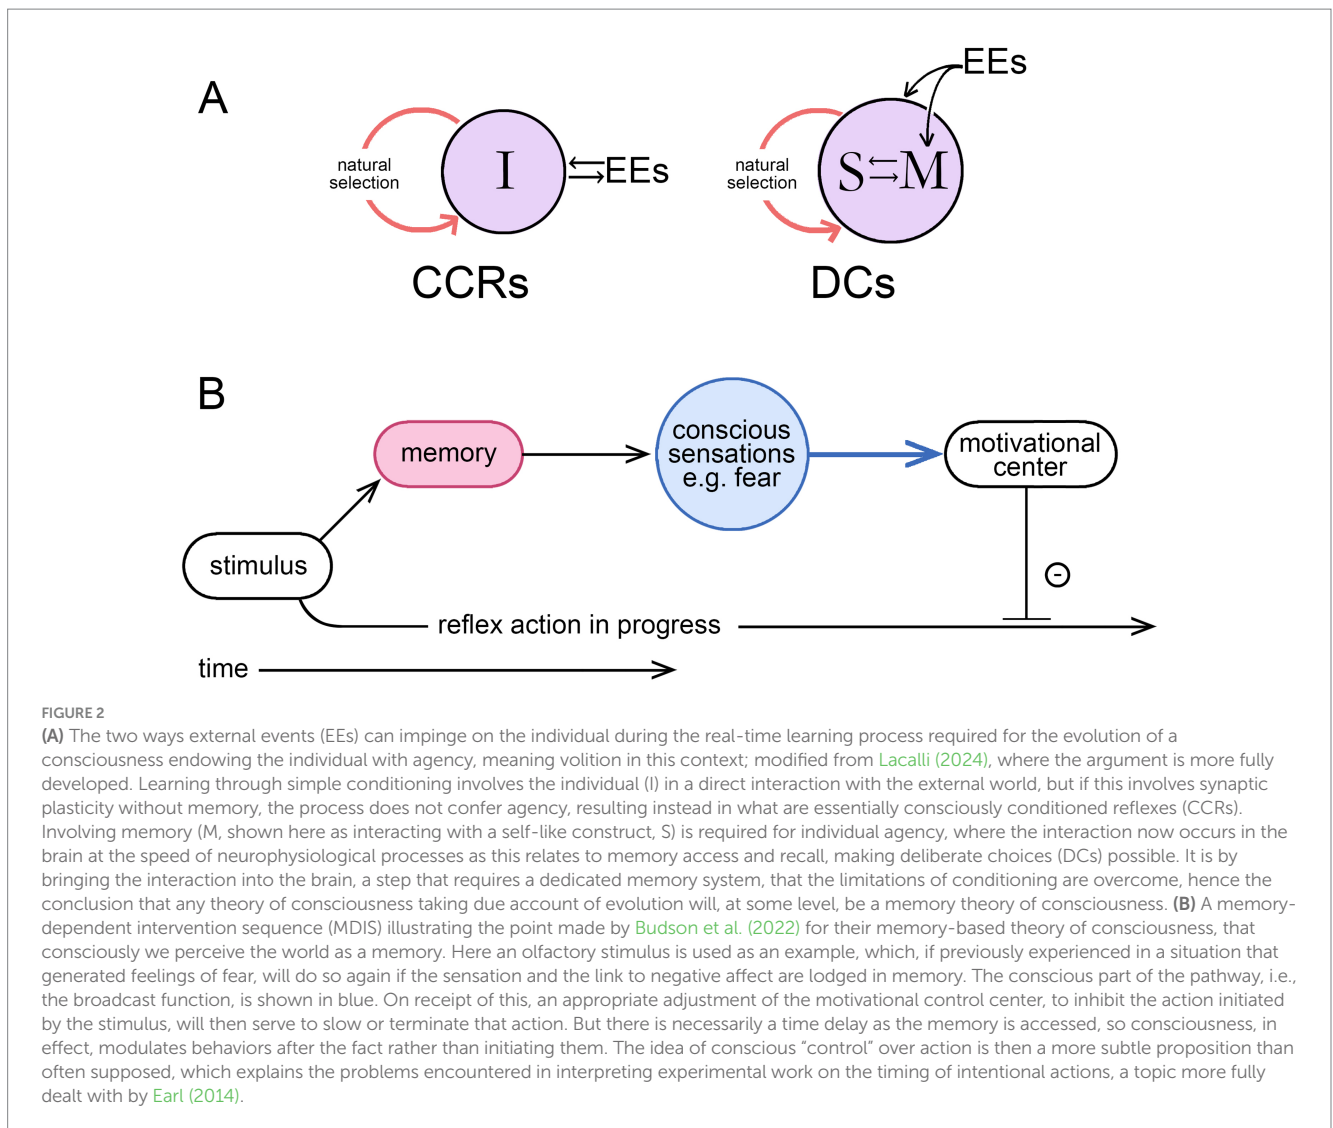 A
EEs
natural
selection
I
EEs
natural
selection
S
M
CCRs
DCs
B
memory
conscious
sensations
e.g. fear
motivational
center
stimulus
-
reflex action in progress
time
FIGURE 2
(A) The two ways external events (EEs) can impinge on the individual during the real-time learning process required for the evolution of a
consciousness endowing the individual with agency, meaning volition in this context; modified from Lacalli (2024), where the argument is more fully
developed. Learning through simple conditioning involves the individual (I) in a direct interaction with the external world, but if this involves synaptic
plasticity without memory, the process does not confer agency, resulting instead in what are essentially consciously conditioned reflexes (CCRs).
Involving memory (M, shown here as interacting with a self-like construct, S) is required for individual agency, where the interaction now occurs in the
brain at the speed of neurophysiological processes as this relates to memory access and recall, making deliberate choices (DCs) possible. It is by
bringing the interaction into the brain, a step that requires a dedicated memory system, that the limitations of conditioning are overcome, hence the
conclusion that any theory of consciousness taking due account of evolution will, at some level, be a memory theory of consciousness. (B) A memory-
dependent intervention sequence (MDIS) illustrating the point made by Budson et al. (2022) for their memory-based theory of consciousness, that
consciously we perceive the world as a memory. Here an olfactory stimulus is used as an example, which, if previously experienced in a situation that
generated feelings of fear, will do so again if the sensation and the link to negative affect are lodged in memory. The conscious part of the pathway, i.e.,
the broadcast function, is shown in blue. On receipt of this, an appropriate adjustment of the motivational control center, to inhibit the action initiated
by the stimulus, will then serve to slow or terminate that action. But there is necessarily a time delay as the memory is accessed, so consciousness, in
effect, modulates behaviors after the fact rather than initiating them. The idea of conscious “control” over action is then a more subtle proposition than
often supposed, which explains the problems encountered in interpreting experimental work on the timing of intentional actions, a topic more fully
dealt with by Earl (2014).